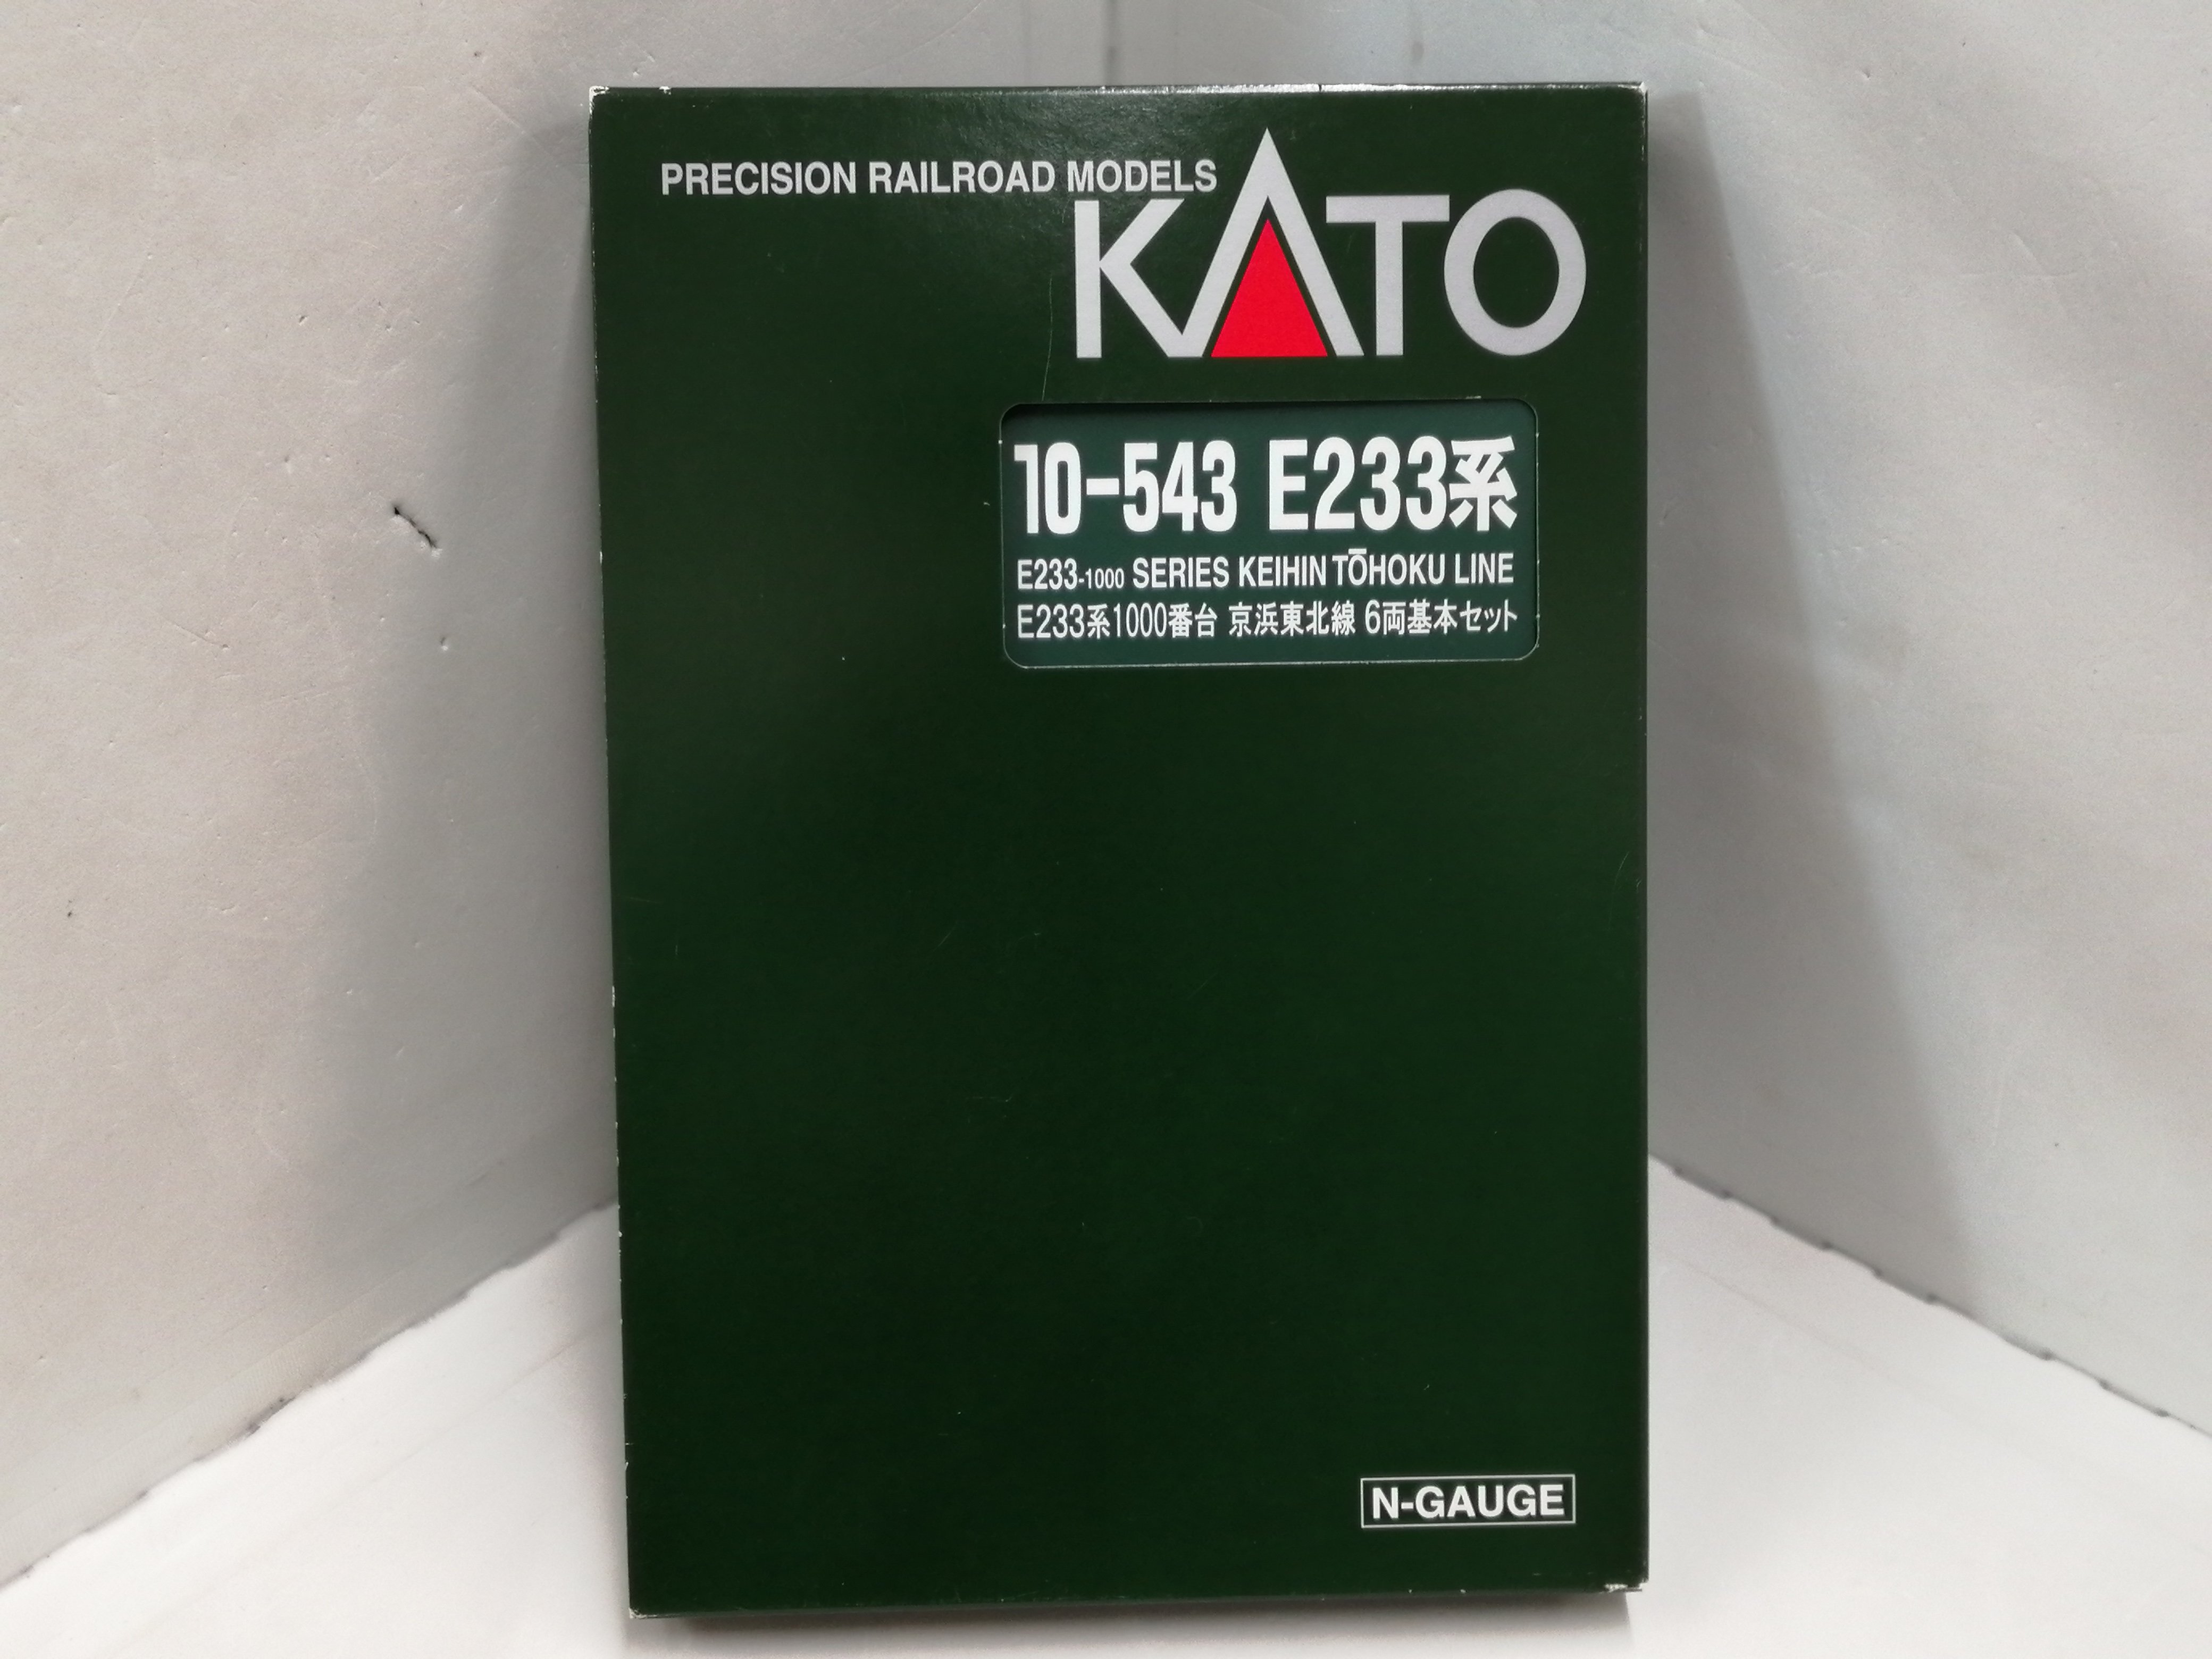 PRECISION RAILROAD MODELS
KATO
10-543 E233系
E233-1000 SERIES KEIHIN TŌHOKU LINE
E233系1000番台 京浜東北線 6両基本セット
N-GAUGE